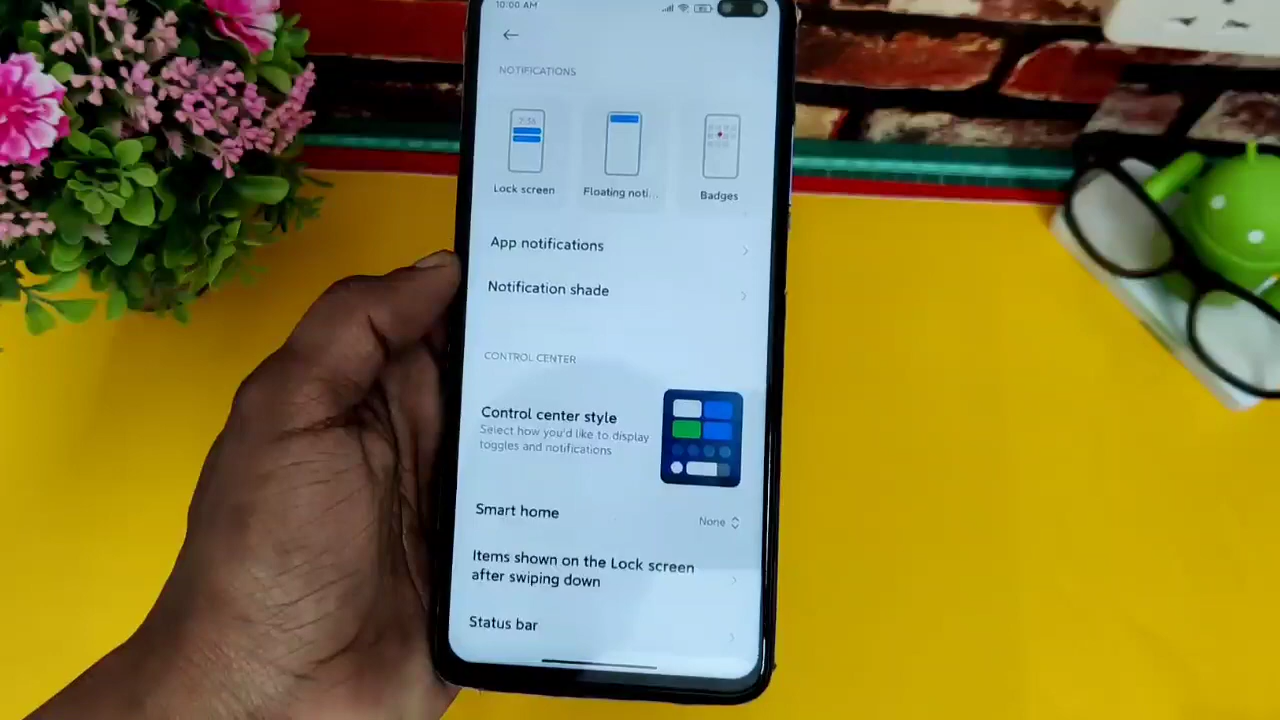 10:00 AM
NOTIFICATIONS
Lock screen
Floating noti...
Badges
App notifications
Notification shade
CONTROL CENTER
Control center style
Select how you'd like to display
toggles and notifications
Smart home
None
Items shown on the Lock screen
after swiping down
Status bar